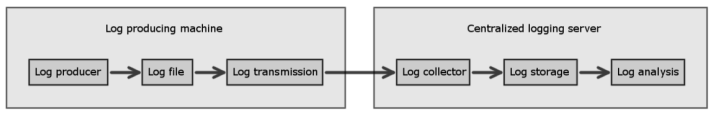 Log producing machine
Centralized logging server
Log producer
Log file
Log transmission
Log collector
Log storage
Log analysis